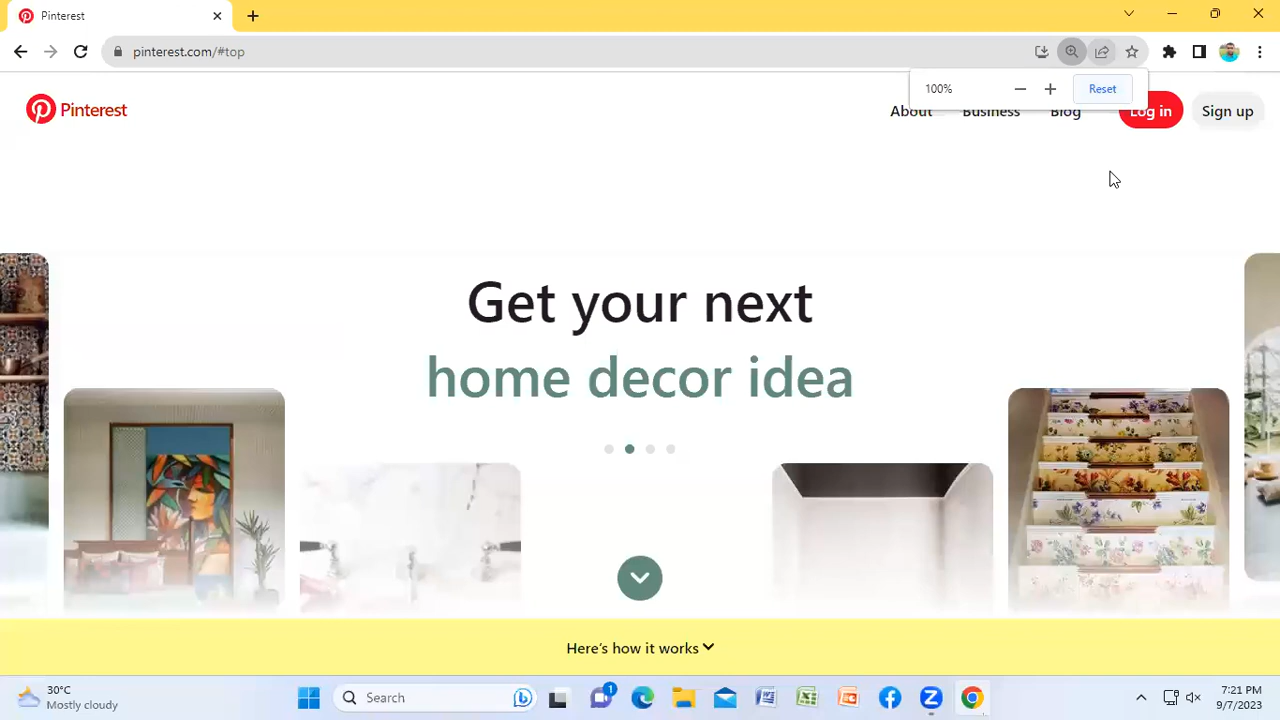 Pinterest
pinterest.com/#top
100%
Reset
Pinterest
About Business Blog Log in Sign up
Get your next
home decor idea
Here's how it works
30°C
Mostly cloudy
Search
1
7:21 PM
9/7/2023